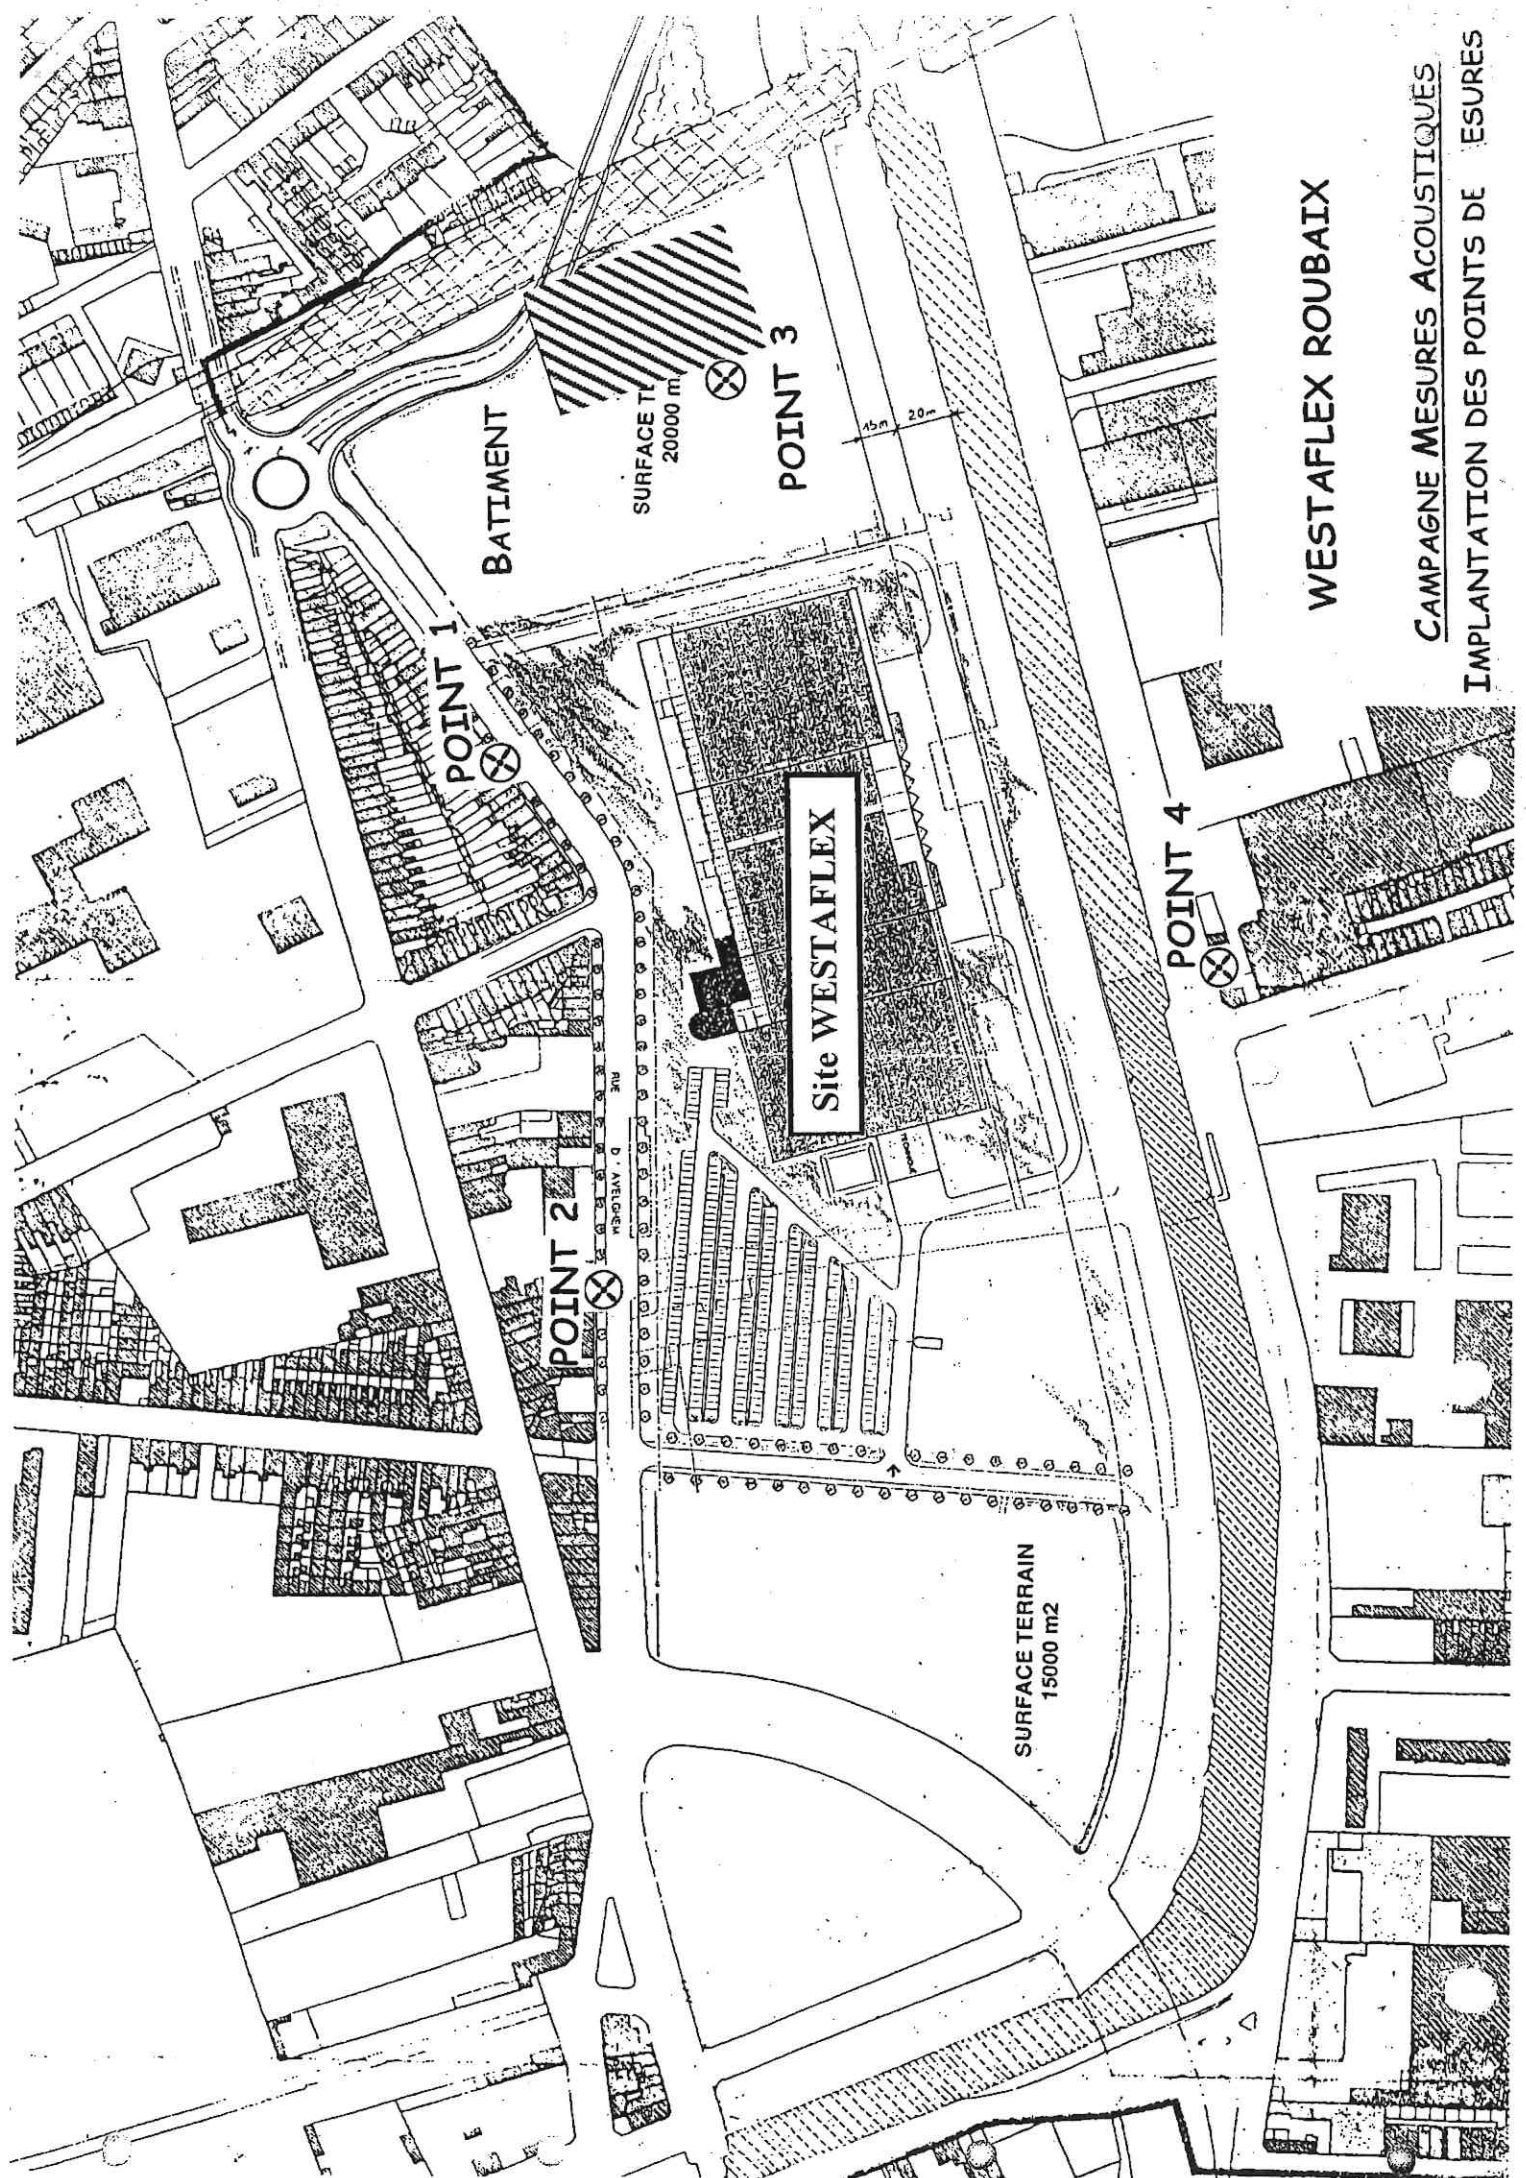 WESTAFLEX ROUBAIX
CAMPAGNE MESURES ACOUSTIQUES
IMPLANTATION DES POINTS DE ESURES
POINT 1
POINT 2
POINT 3
POINT 4
BATIMENT
SURFACE TE
20000 m
15m
20m
Site WESTAFLEX
RUE D'AVELGHEM
SURFACE TERRAIN
15000 m2